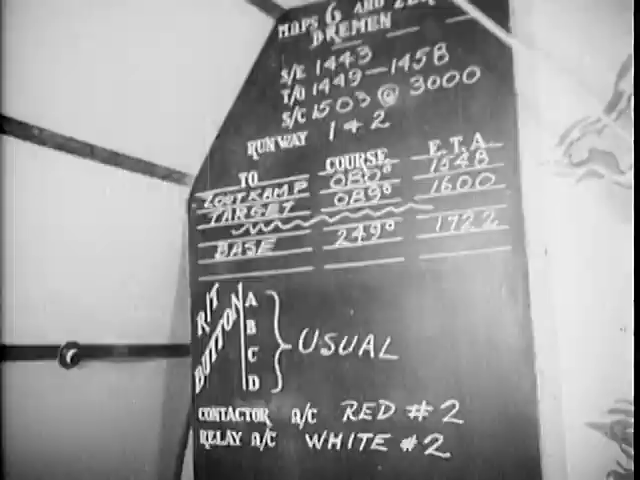 MAPS 6 AND
BREMEN
S/E 1443
T/O 1449-1458
S/C 1503 @ 3000
RUNWAY 1 & 2
TO COURSE E.T.A
ZOUTKAMP 080° 1548
TARGET 089° 1600
BASE 249° 1722
R/T BUTTON A B C D } USUAL
CONTACTOR A/C RED #2
RELAY A/C WHITE #2